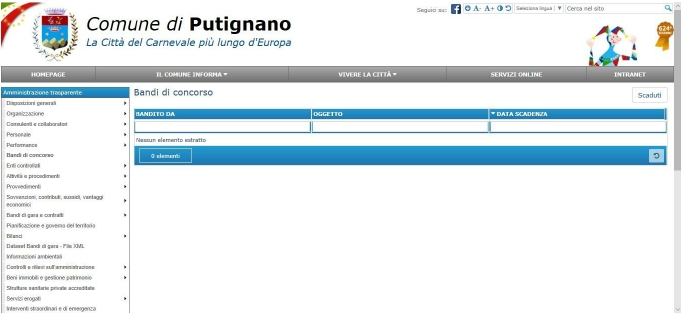 Seguici su: A- A+ Seleziona lingua ▼ Cerca nel sito
Comune di Putignano
La Città del Carnevale più lungo d'Europa
624ª
HOMEPAGE IL COMUNE INFORMA ▾ VIVERE LA CITTÀ ▾ SERVIZI ONLINE INTRANET
Amministrazione trasparente
Disposizioni generali
Organizzazione
Consulenti e collaboratori
Personale
Performance
Bandi di concorso
Enti controllati
Attività e procedimenti
Provvedimenti
Sovvenzioni, contributi, sussidi, vantaggi
economici
Bandi di gara e contratti
Pianificazione e governo del territorio
Bilanci
Dataset Bandi di gara - File XML
Informazioni ambientali
Controlli e rilievi sull'amministrazione
Beni immobili e gestione patrimonio
Strutture sanitarie private accreditate
Servizi erogati
Interventi straordinari e di emergenza
Bandi di concorso
Scaduti
BANDITO DA OGGETTO ▾ DATA SCADENZA
Nessun elemento estratto
0 elementi